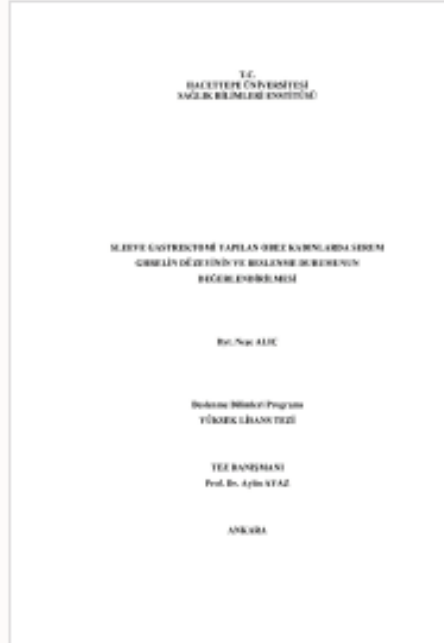 T.C.
HACETTEPE ÜNİVERSİTESİ
SAĞLIK BİLİMLERİ ENSTİTÜSÜ
SLEEVE GASTREKTOMİ YAPILAN OBEZ KADINLARDA SERUM
GHRELİN DÜZEYİNİN VE BESLENME DURUMUNUN
DEĞERLENDİRİLMESİ
Dyt. Neşe
Beslenme Bilimleri Programı
YÜKSEK LİSANS TEZİ
TEZ DANIŞMANI
Prof. Dr. Aylin AYAZ
ANKARA